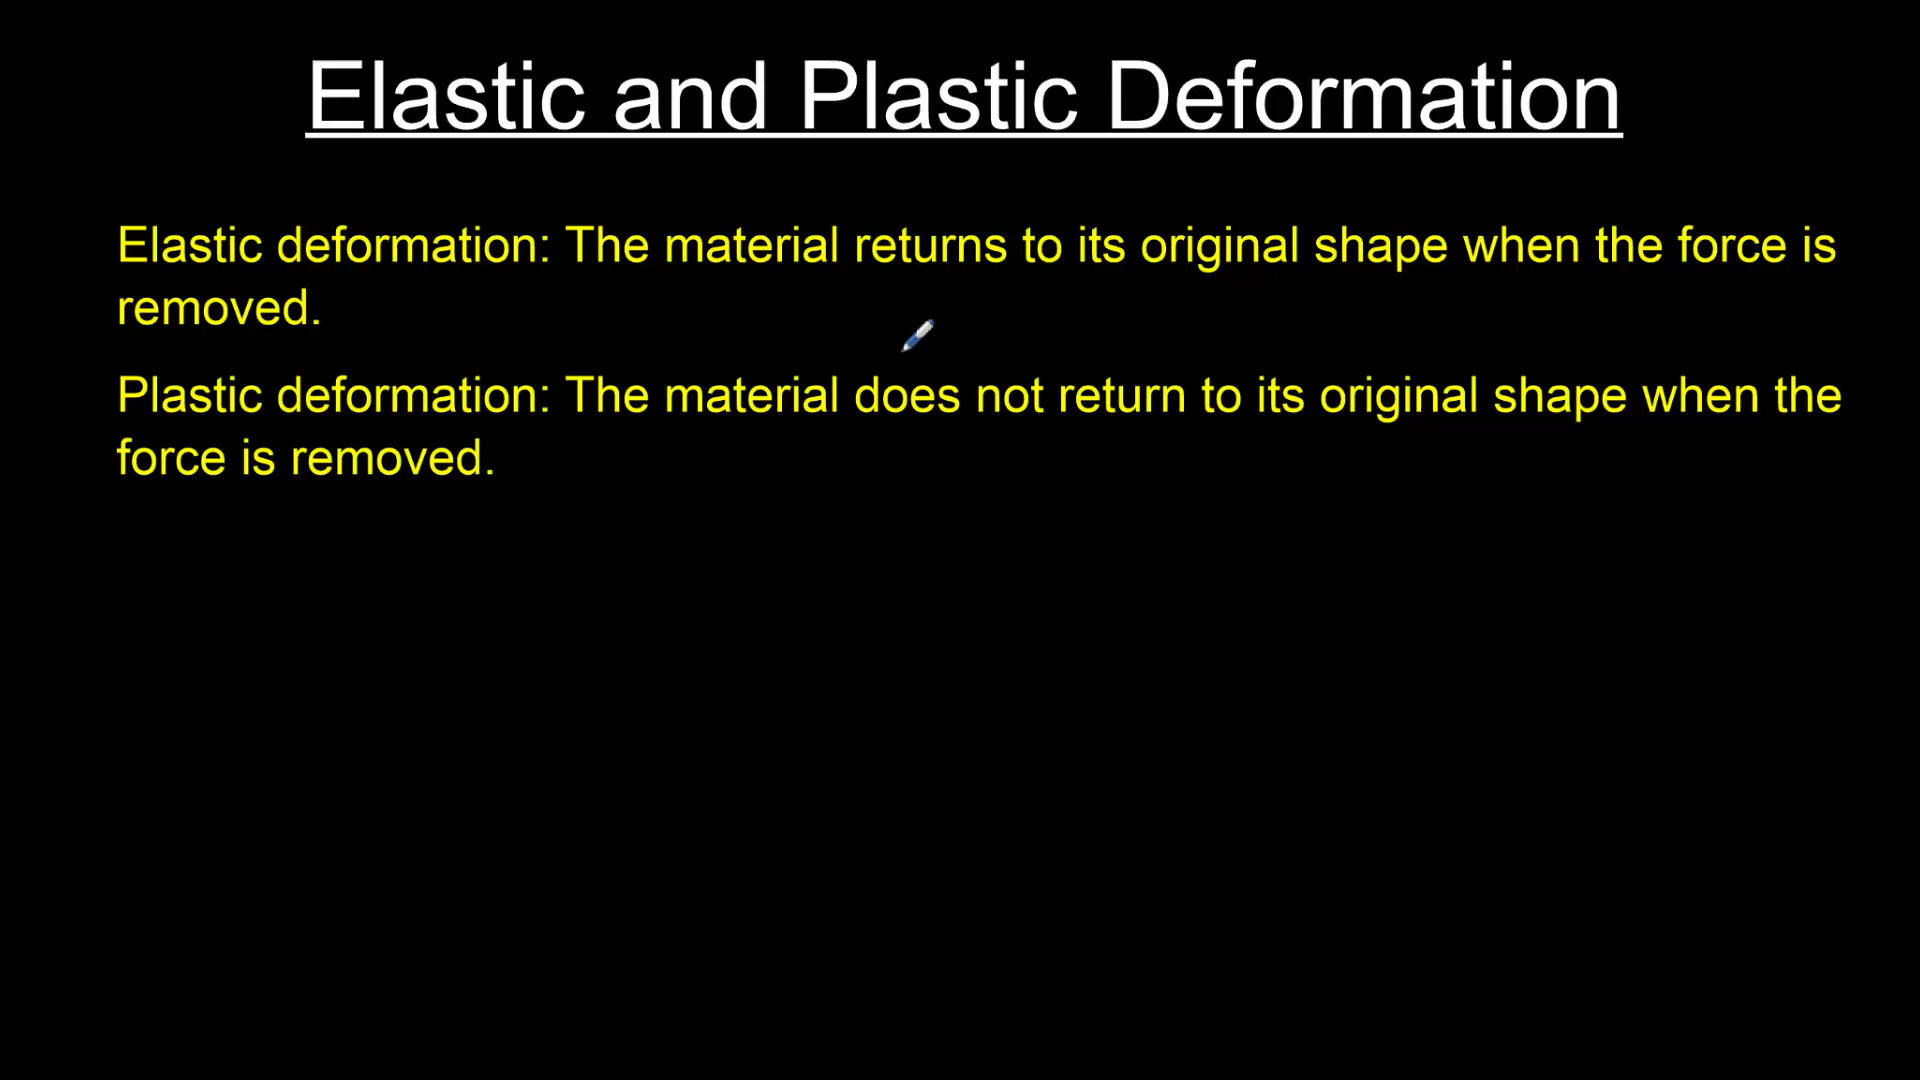 Elastic and Plastic Deformation
Elastic deformation: The material returns to its original shape when the force is
removed.
Plastic deformation: The material does not return to its original shape when the
force is removed.